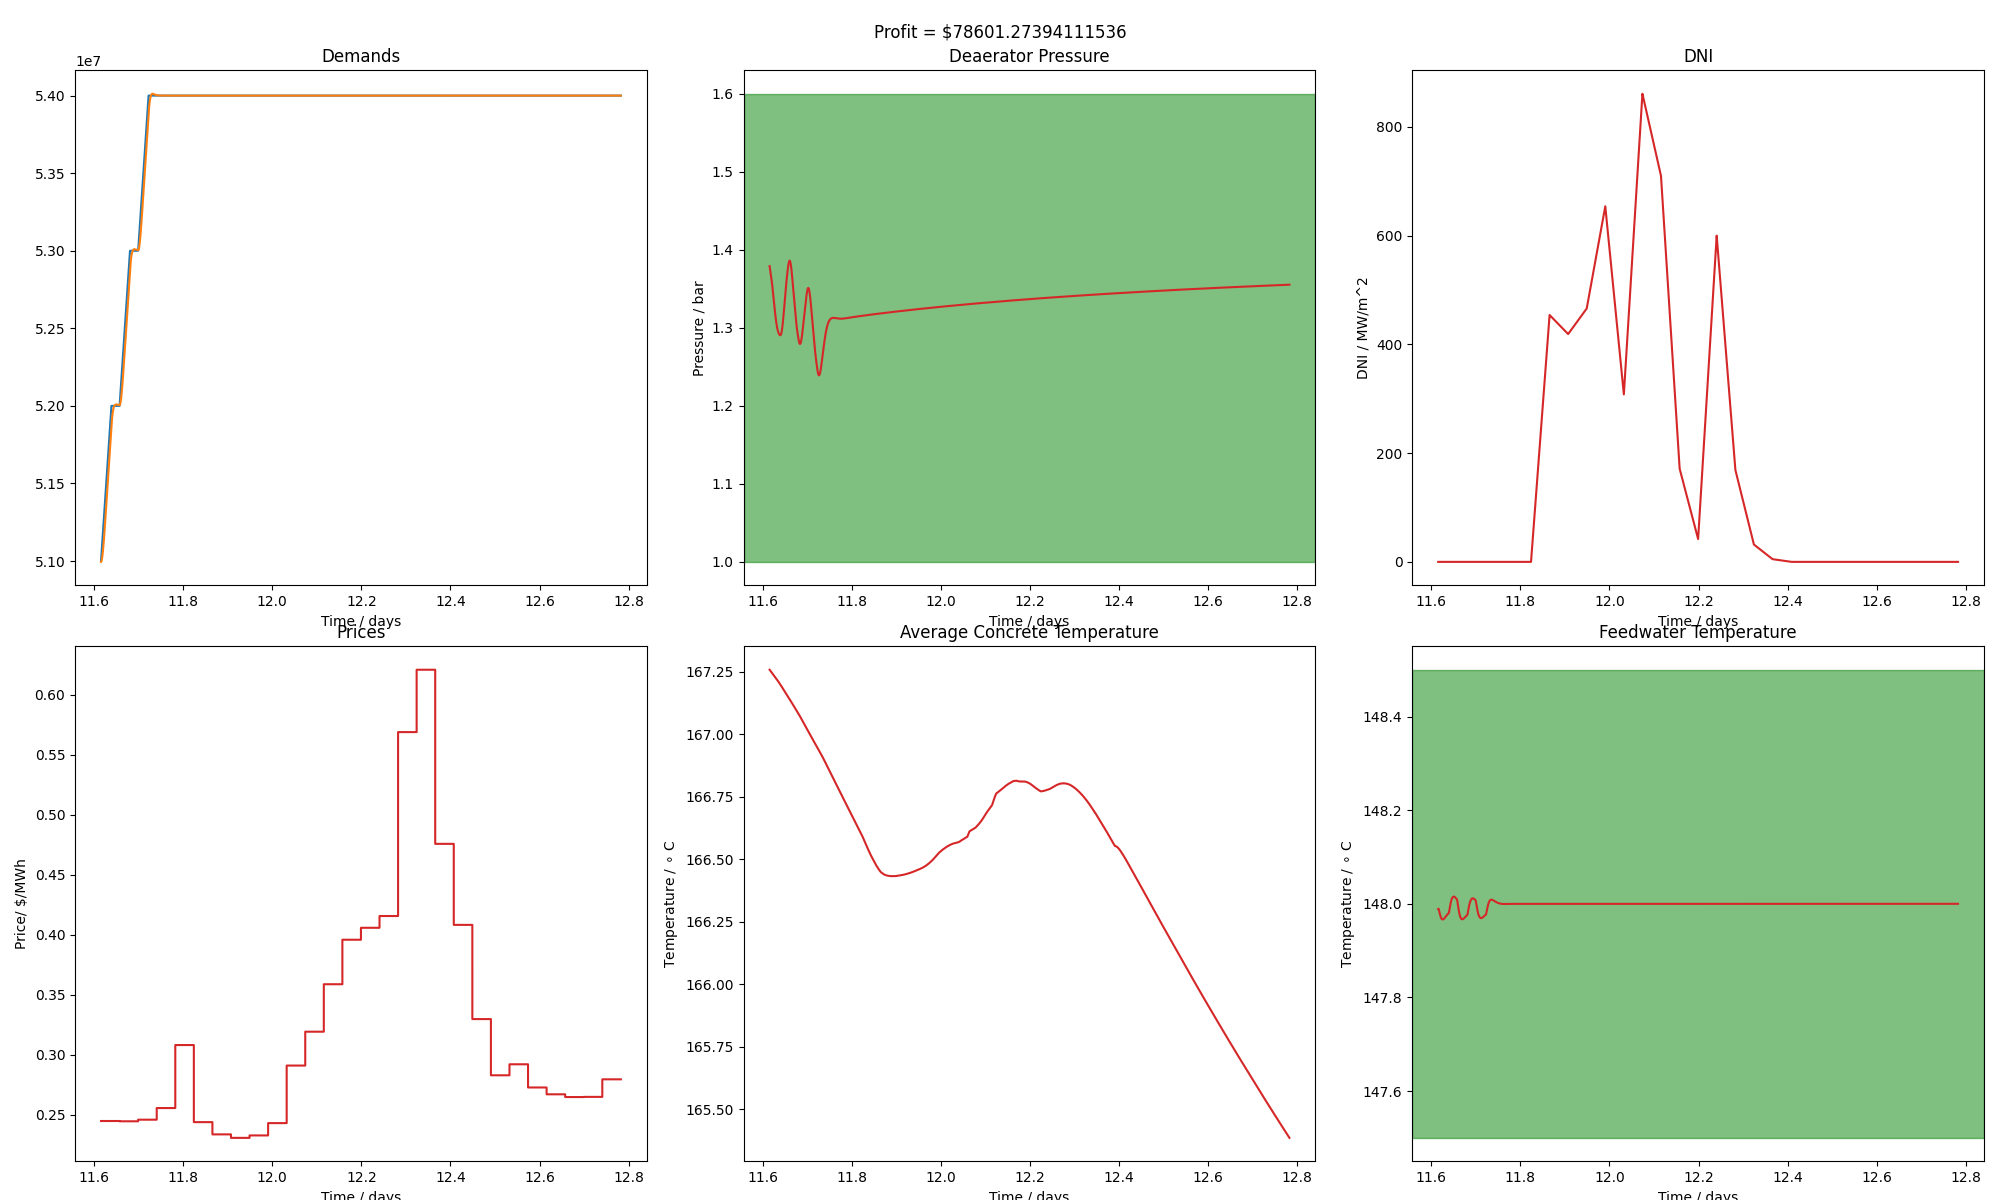 Profit = $78601.27394111536
Demands
1e7
5.40
5.35
5.30
5.25
5.20
5.15
5.10
11.6 11.8 12.0 12.2 12.4 12.6 12.8
Time / days
Deaerator Pressure
Pressure / bar
1.6
1.5
1.4
1.3
1.2
1.1
1.0
11.6 11.8 12.0 12.2 12.4 12.6 12.8
Time / days
DNI
DNI / MW/m^2
800
600
400
200
0
11.6 11.8 12.0 12.2 12.4 12.6 12.8
Time / days
Prices
Price/ $/MWh
0.60
0.55
0.50
0.45
0.40
0.35
0.30
0.25
11.6 11.8 12.0 12.2 12.4 12.6 12.8
Time / days
Average Concrete Temperature
Temperature / ∘ C
167.25
167.00
166.75
166.50
166.25
166.00
165.75
165.50
11.6 11.8 12.0 12.2 12.4 12.6 12.8
Time / days
Feedwater Temperature
Temperature / ∘ C
148.4
148.2
148.0
147.8
147.6
11.6 11.8 12.0 12.2 12.4 12.6 12.8
Time / days